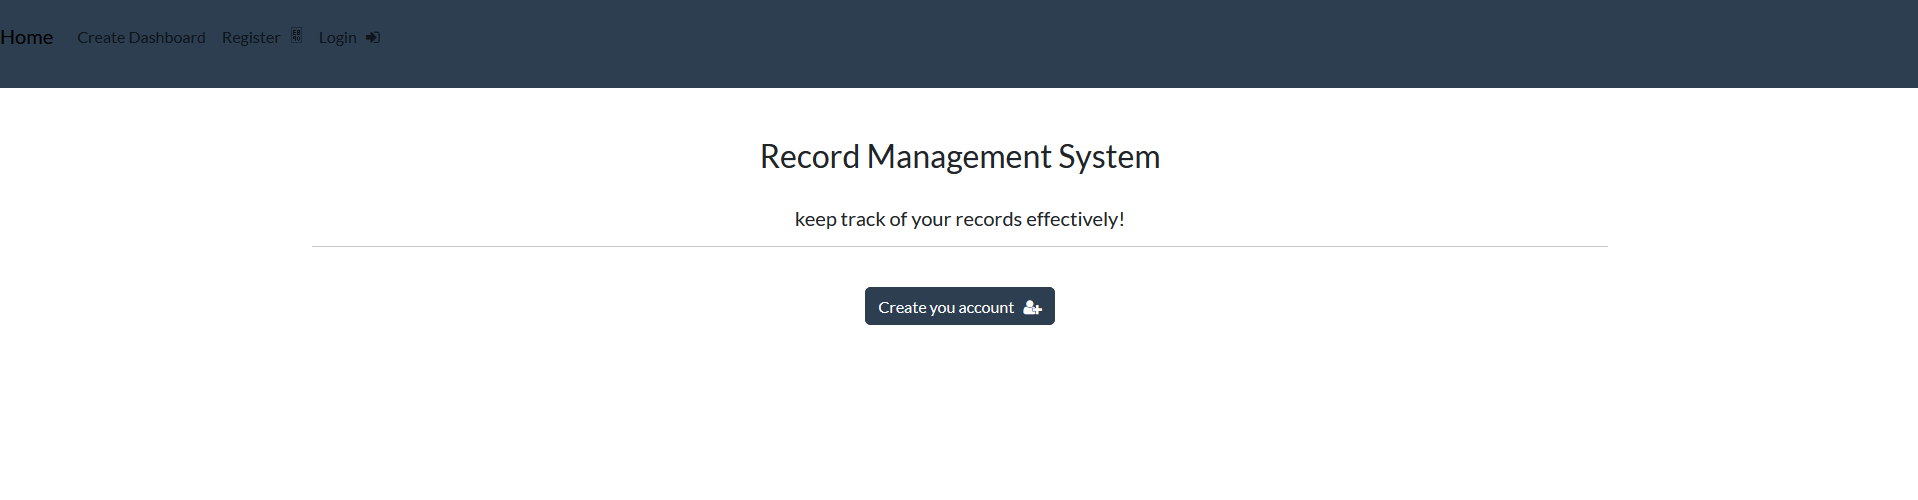 Home Create Dashboard Register Login
Record Management System
keep track of your records effectively!
Create you account